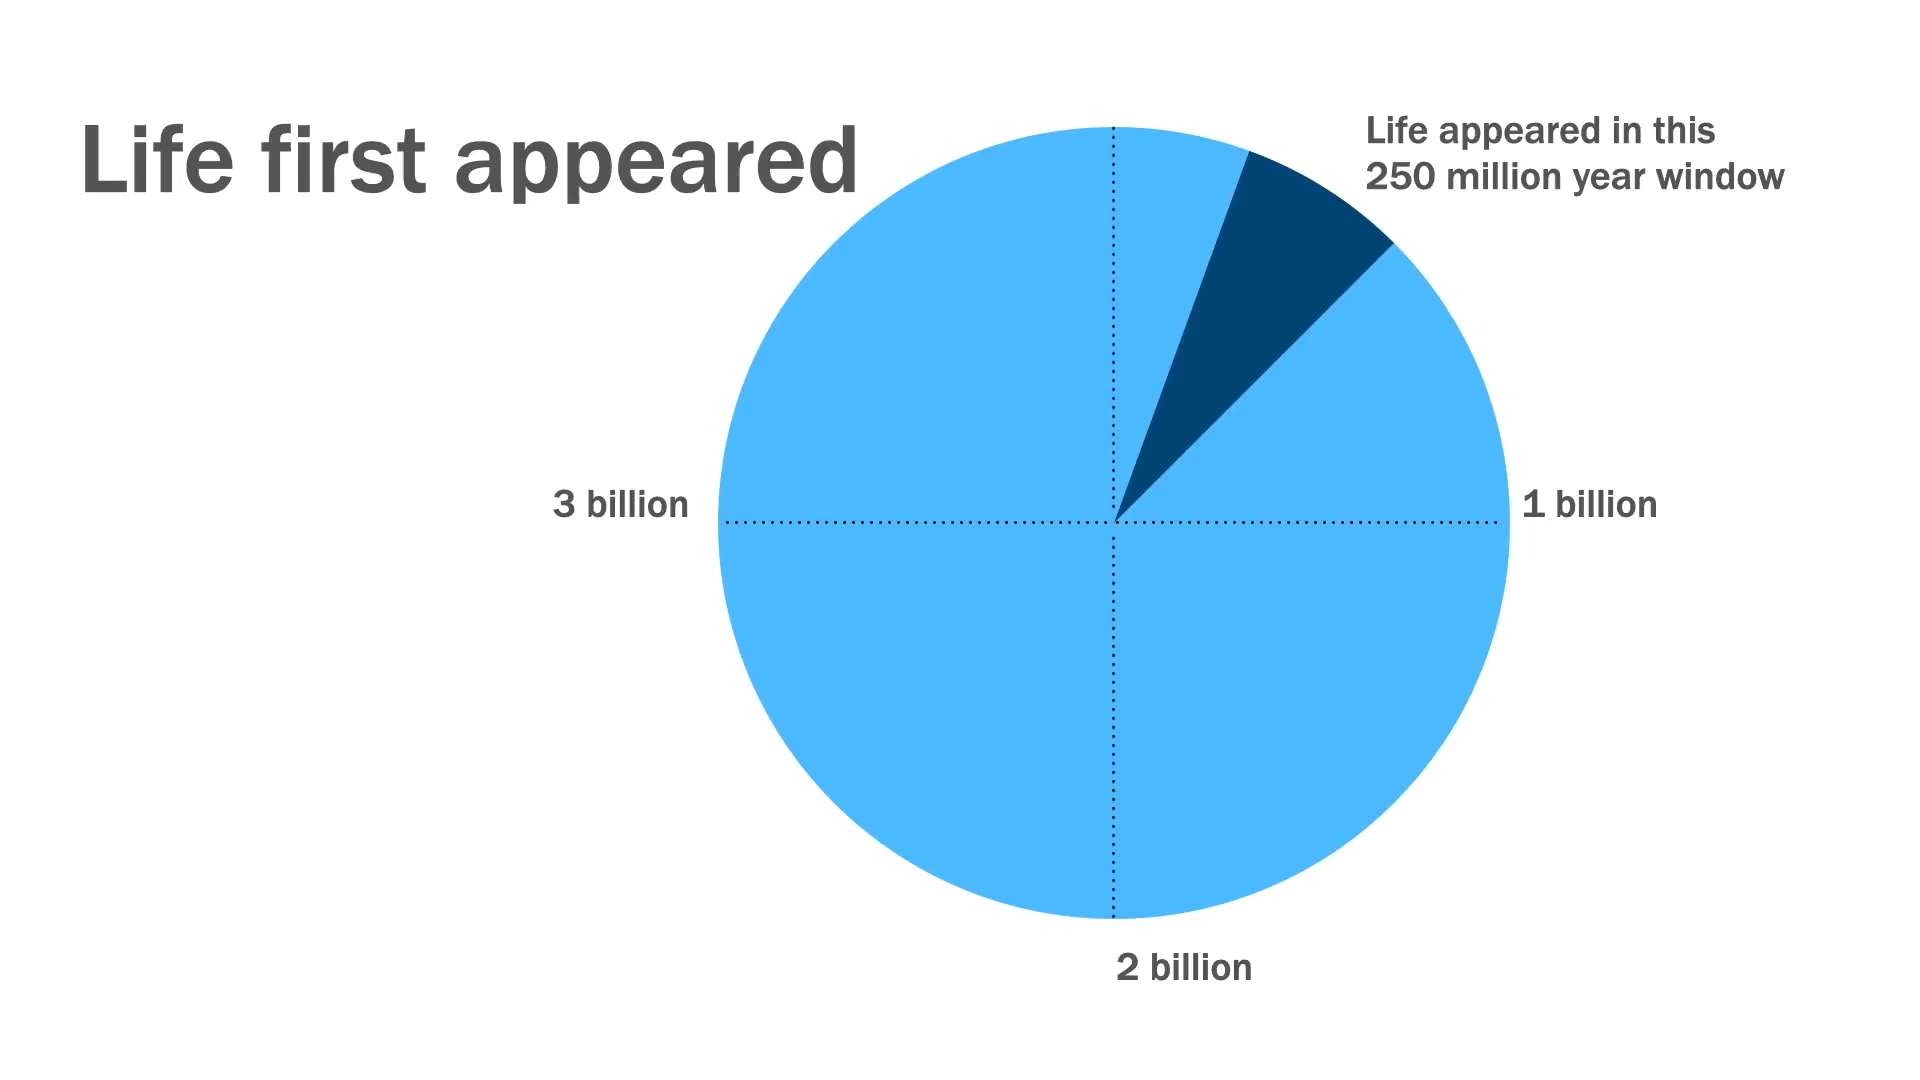 Life first appeared
Life appeared in this
250 million year window
3 billion
1 billion
2 billion